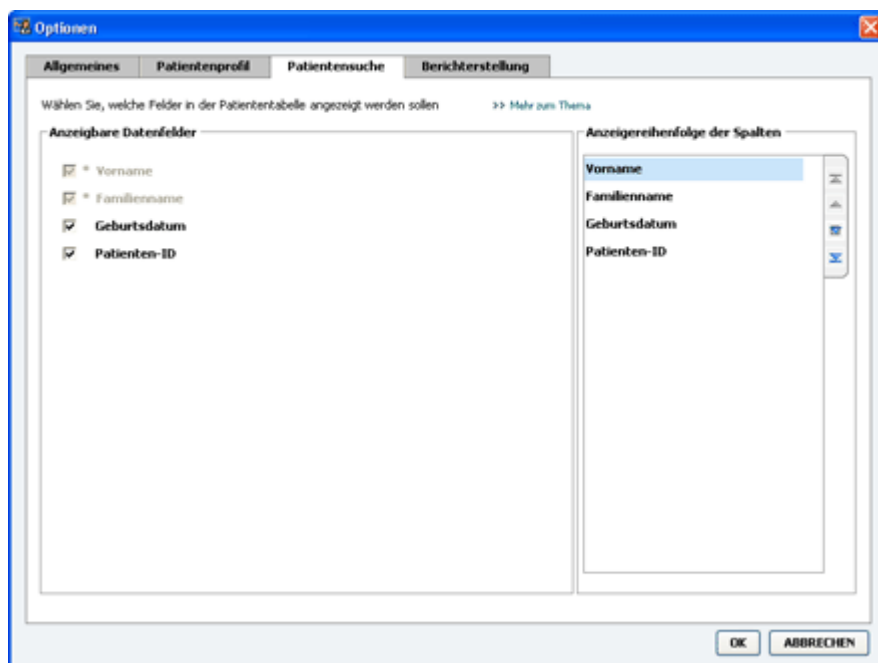 Optionen
Allgemeines Patientenprofil Patientensuche Berichterstellung
Wählen Sie, welche Felder in der Patiententabelle angezeigt werden sollen >> Mehr zum Thema
Anzeigbare Datenfelder
* Vorname
* Familienname
Geburtsdatum
Patienten-ID
Anzeigereihenfolge der Spalten
Vorname
Familienname
Geburtsdatum
Patienten-ID
OK ABBRECHEN